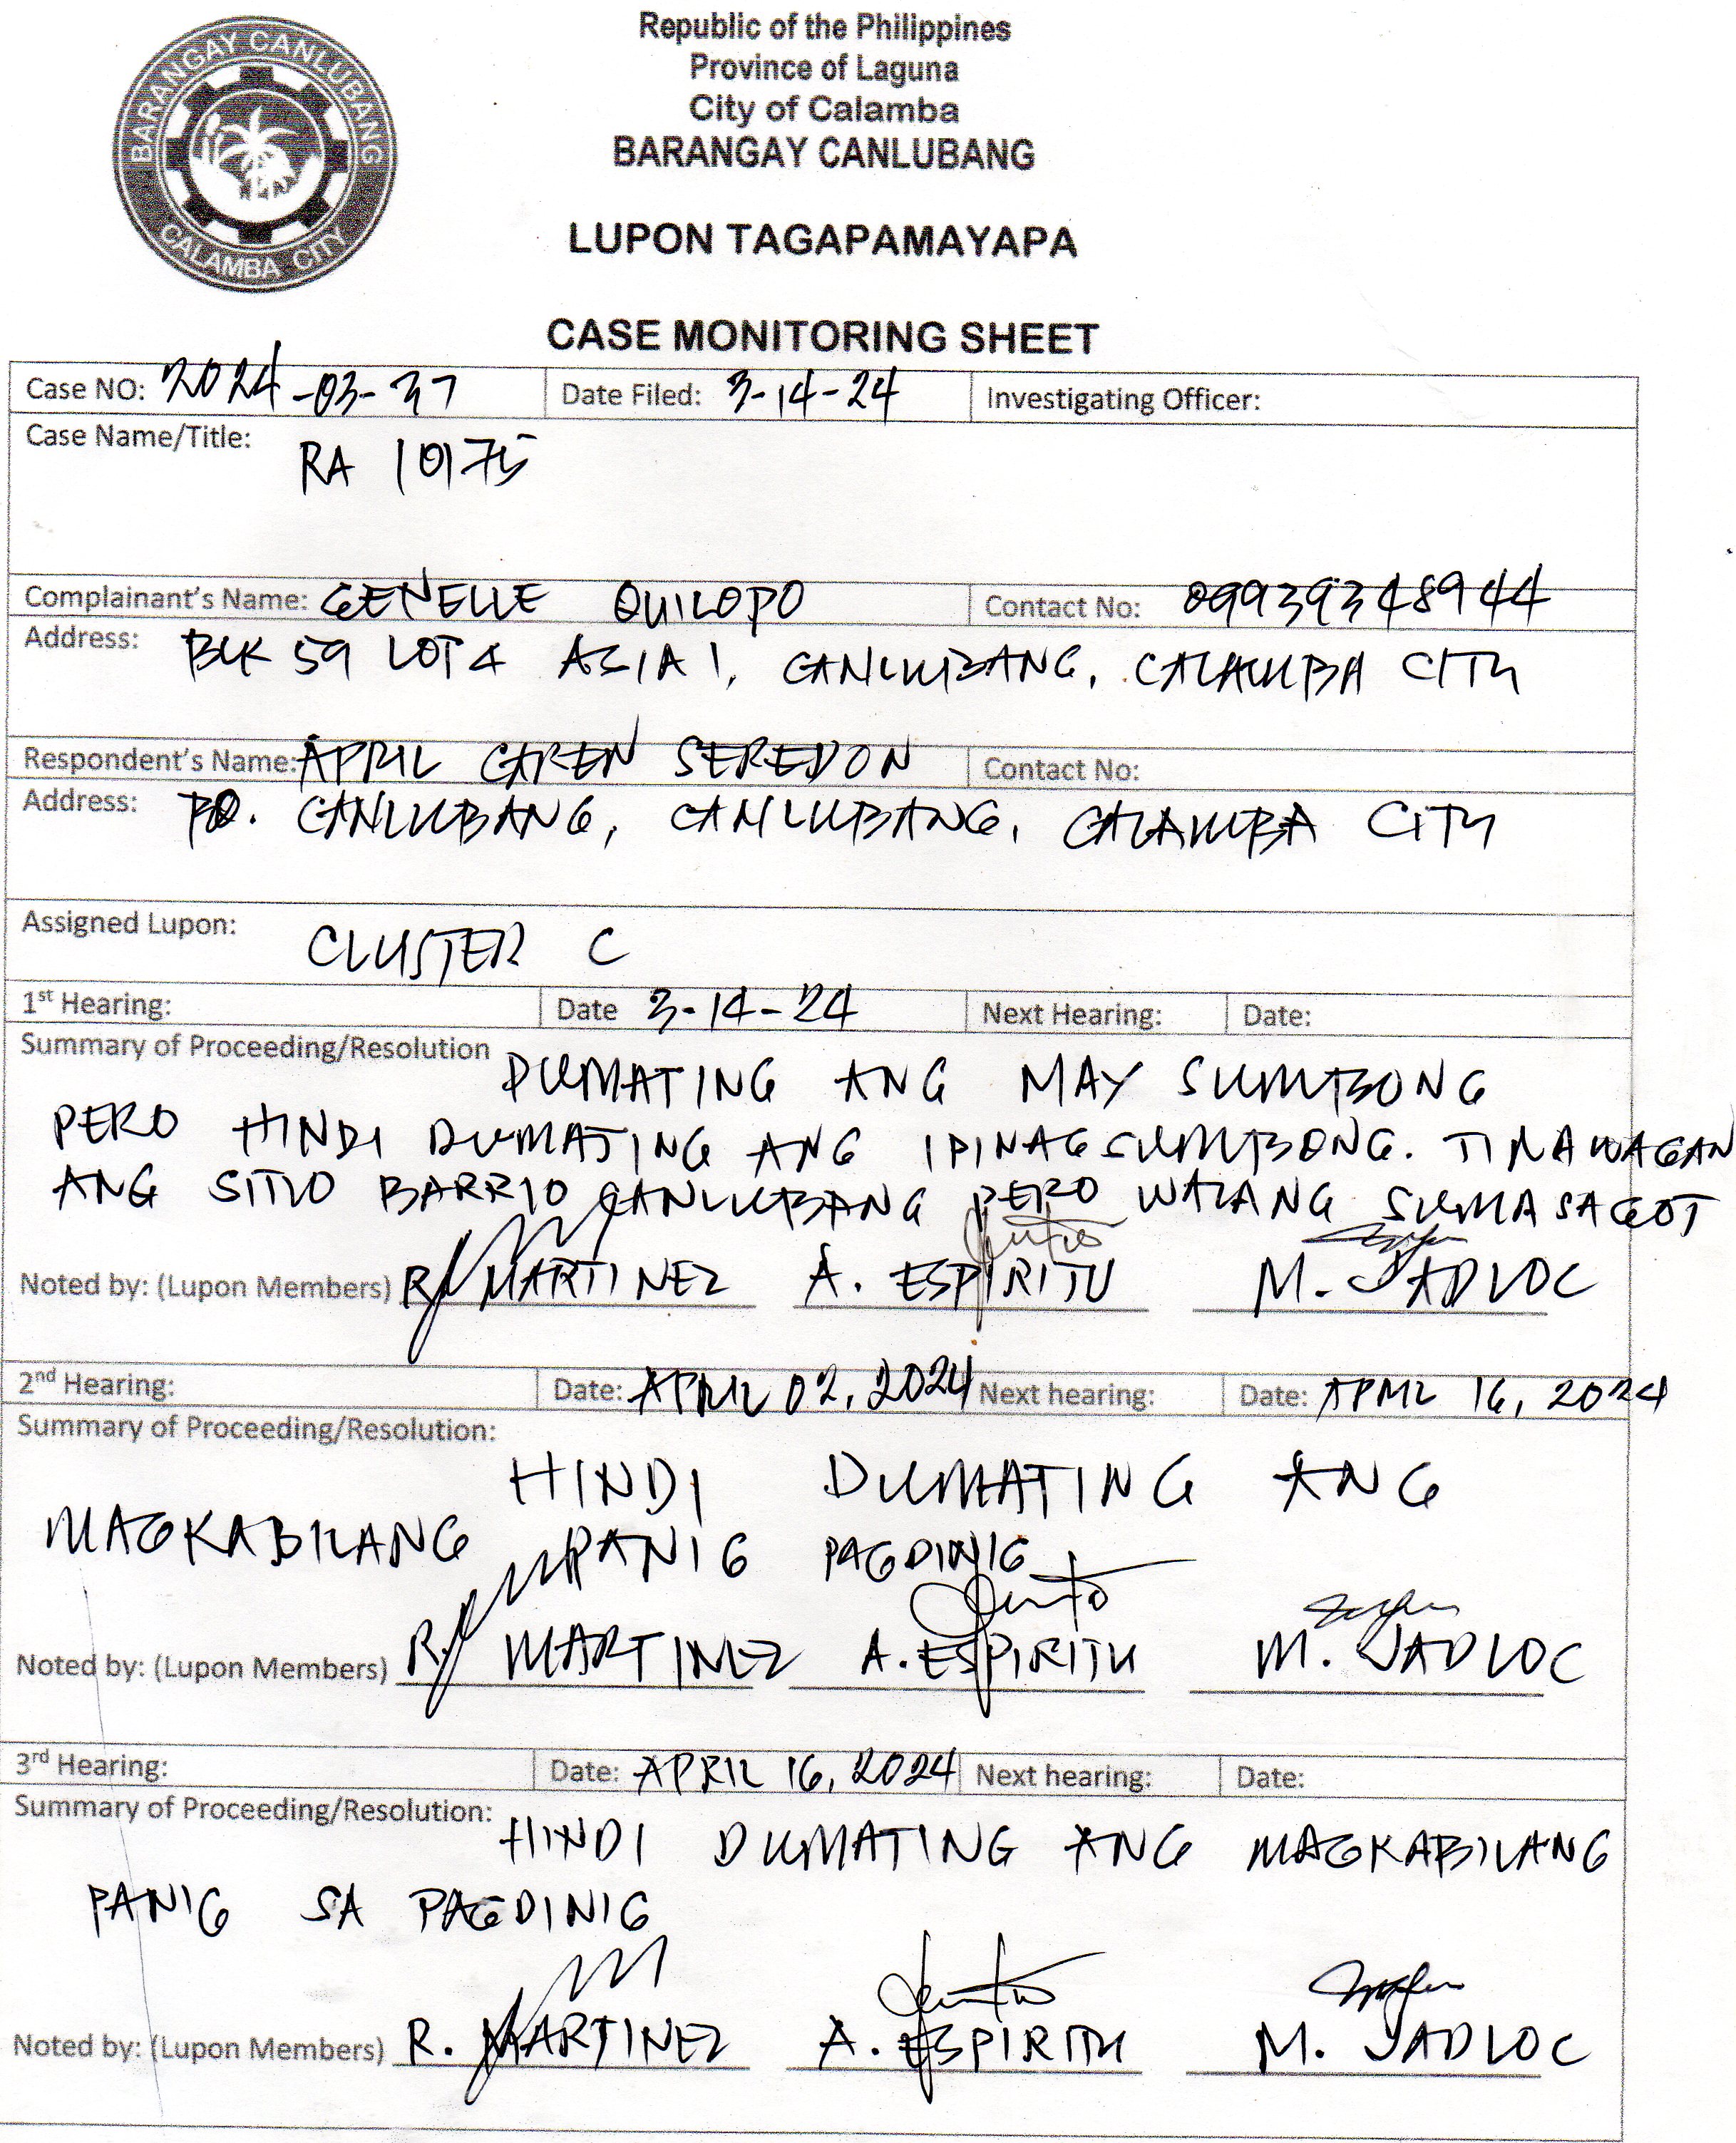 BARANGAY CANLUBANG
CALAMBA CITY
Republic of the Philippines
Province of Laguna
City of Calamba
BARANGAY CANLUBANG
LUPON TAGAPAMAYAPA
CASE MONITORING SHEET
Case NO: 2024-03-37 Date Filed: 3-14-24 Investigating Officer:
Case Name/Title:
RA 10175
Complainant's Name: GENELLE QUILOPO Contact No: 09939348944
Address: BLK 59 LOT 4 ASIA 1, CANLUBANG, CALAMBA CITY
Respondent's Name: APRIL CAREN SEREDON Contact No:
Address: BO. CANLUBANG, CANLUBANG, CALAMBA CITY
Assigned Lupon:
CLUSTER C
1st Hearing: Date 3-14-24 Next Hearing: Date:
Summary of Proceeding/Resolution DUMATING ANG MAY SUMBONG
PERO HINDI DUMATING ANG IPINAGSUMBONG. TINAWAGAN
ANG SITIO BARRIO CANLUBANG PERO WALANG SUMASAGOT
Noted by: (Lupon Members) R. MARTINEZ A. ESPIRITU M. JADLOC
2nd Hearing: Date: APRIL 02, 2024 Next hearing: Date: APRIL 16, 2024
Summary of Proceeding/Resolution:
HINDI DUMATING ANG
MAGKABILANG PANIG PAGDINIG
Noted by: (Lupon Members) R. MARTINEZ A. ESPIRITU M. JADLOC
3rd Hearing: Date: APRIL 16, 2024 Next hearing: Date:
Summary of Proceeding/Resolution: HINDI DUMATING ANG MAGKABILANG
PANIG SA PAGDINIG
Noted by: (Lupon Members) R. MARTINEZ A. ESPIRITU M. JADLOC